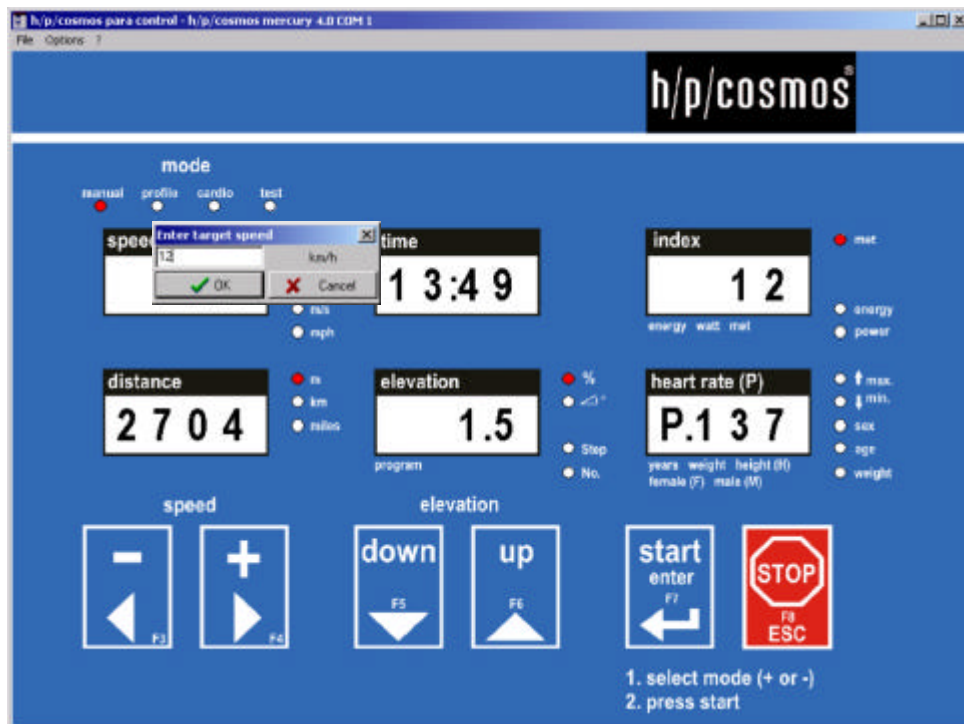 h/p/cosmos para control - h/p/cosmos mercury 4.0 COM 1
File Options ?
h/p/cosmos®
mode
manual profile cardio test
Enter target speed
12 km/h
OK Cancel
speed
m/s
mph
time
13:49
index
12
energy watt met
met
energy
power
distance
2704
m
km
miles
elevation
1.5
program
%
°
Step
No.
heart rate (P)
P.137
years weight height (H)
female (F) male (M)
max.
min.
sex
age
weight
speed
-
F3
+
F4
elevation
down
F5
up
F6
start
enter
F7
STOP
F8
ESC
1. select mode (+ or -)
2. press start